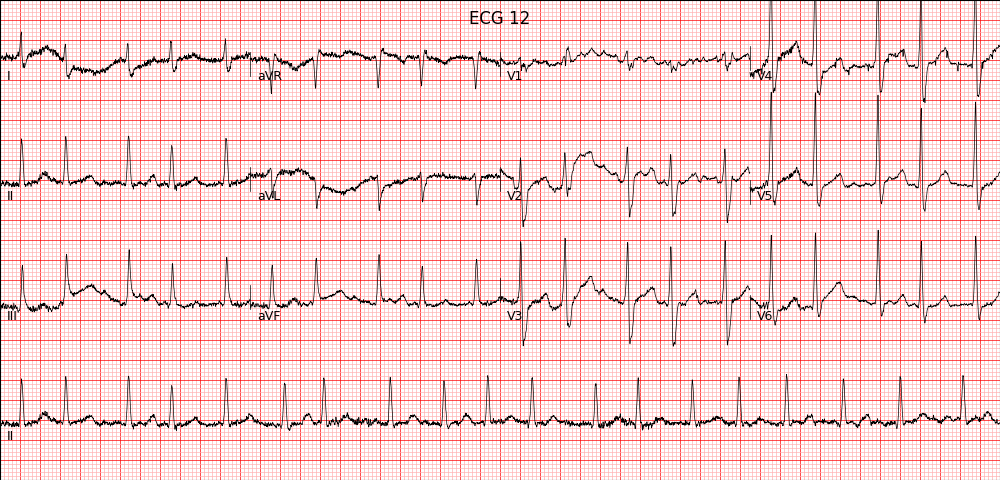 ECG 12
I aVR V1 V4
II aVL V2 V5
III aVF V3 V6
II